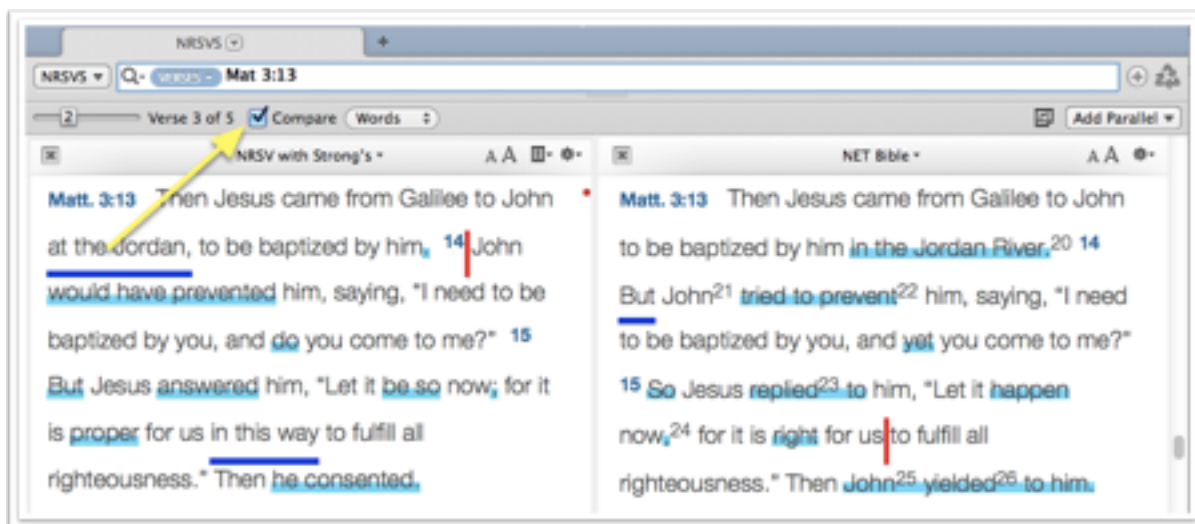 NRSVS +
NRSVS VERSES Mat 3:13
2 Verse 3 of 5 Compare Words Add Parallel
NRSV with Strong's A A
Matt. 3:13 Then Jesus came from Galilee to John
at the Jordan, to be baptized by him, 14 John
would have prevented him, saying, “I need to be
baptized by you, and do you come to me?” 15
But Jesus answered him, “Let it be so now; for it
is proper for us in this way to fulfill all
righteousness.” Then he consented.
NET Bible A A
Matt. 3:13 Then Jesus came from Galilee to John
to be baptized by him in the Jordan River.20 14
But John21 tried to prevent22 him, saying, “I need
to be baptized by you, and yet you come to me?”
15 So Jesus replied23 to him, “Let it happen
now,24 for it is right for us to fulfill all
righteousness.” Then John25 yielded26 to him.